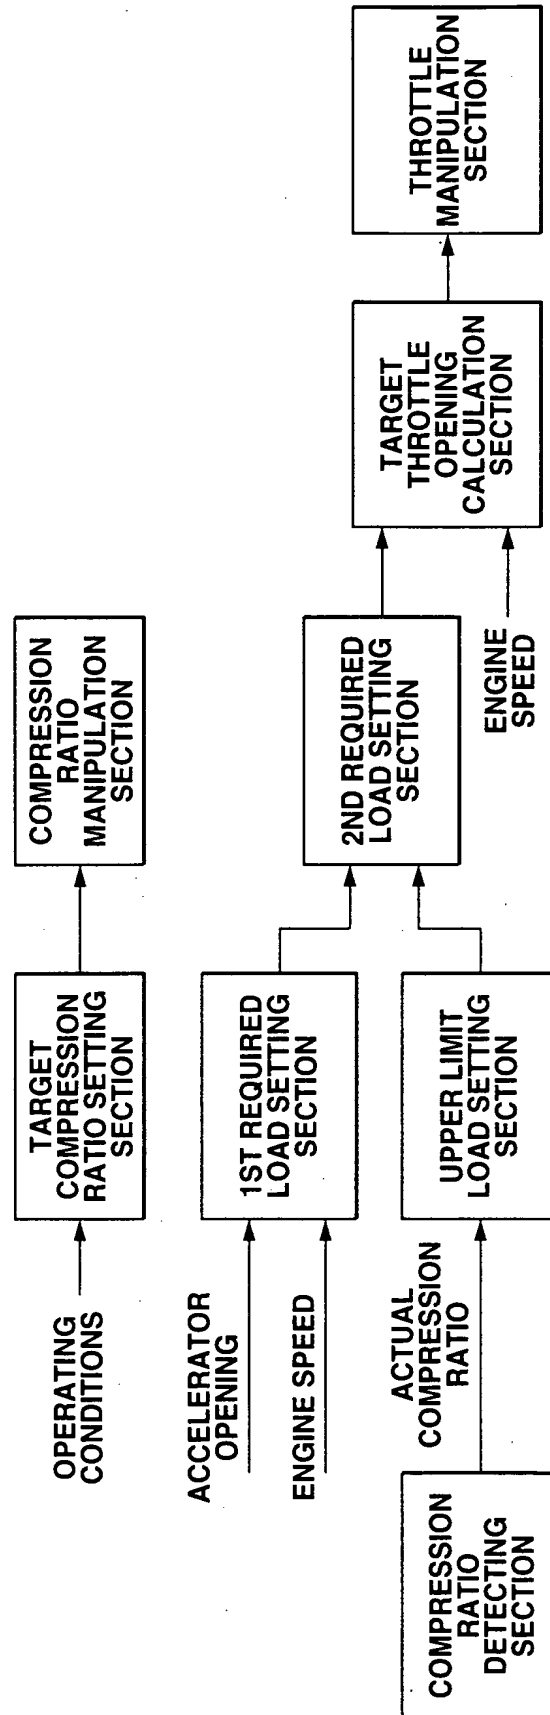 OPERATING
CONDITIONS
TARGET
COMPRESSION
RATIO SETTING
SECTION
COMPRESSION
RATIO
MANIPULATION
SECTION
ACCELERATOR
OPENING
ENGINE SPEED
1ST REQUIRED
LOAD SETTING
SECTION
COMPRESSION
RATIO
DETECTING
SECTION
ACTUAL
COMPRESSION
RATIO
UPPER LIMIT
LOAD SETTING
SECTION
2ND REQUIRED
LOAD SETTING
SECTION
ENGINE
SPEED
TARGET
THROTTLE
OPENING
CALCULATION
SECTION
THROTTLE
MANIPULATION
SECTION